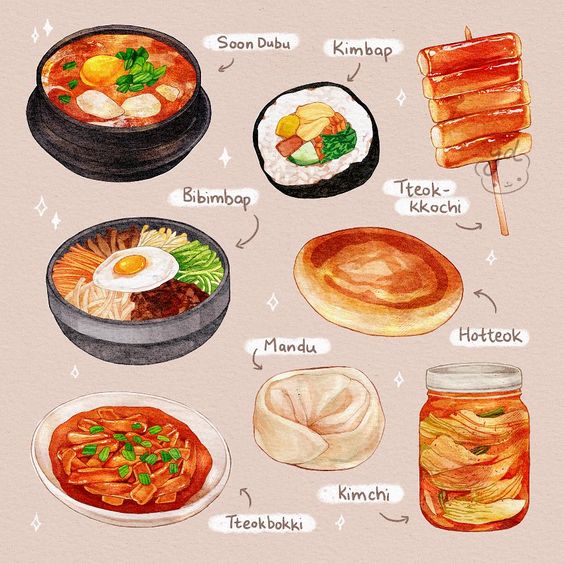 Soon Dubu
Kimbap
Tteok-
kkochi
Bibimbap
Hotteok
Mandu
Kimchi
Tteokbokki